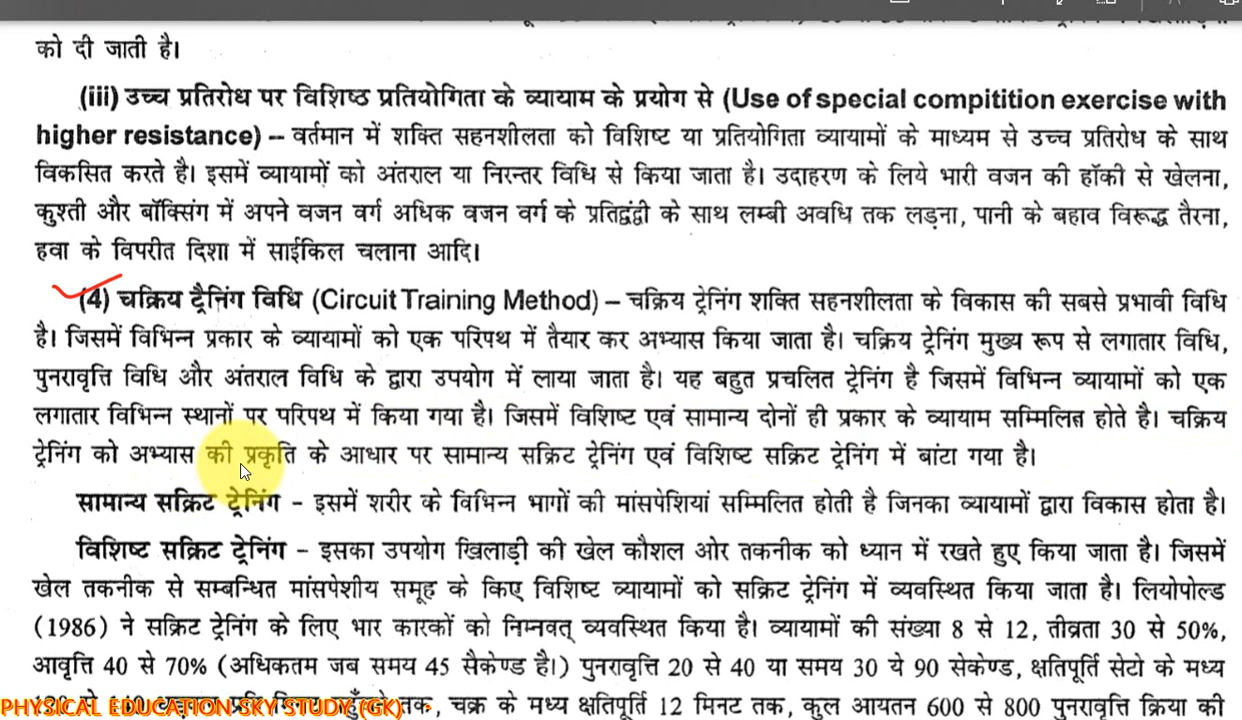 को दी जाती है।
(iii) उच्च प्रतिरोध पर विशिष्ठ प्रतियोगिता के व्यायाम के प्रयोग से (Use of special compitition exercise with
higher resistance) – वर्तमान में शक्ति सहनशीलता को विशिष्ट या प्रतियोगिता व्यायामों के माध्यम से उच्च प्रतिरोध के साथ
विकसित करते है। इसमें व्यायामों को अंतराल या निरन्तर विधि से किया जाता है। उदाहरण के लिये भारी वजन की हॉकी से खेलना,
कुश्ती और बॉक्सिंग में अपने वजन वर्ग अधिक वजन वर्ग के प्रतिद्वंद्वी के साथ लम्बी अवधि तक लड़ना, पानी के बहाव विरूद्ध तैरना,
हवा के विपरीत दिशा में साईकिल चलाना आदि।
(4) चक्रिय ट्रैनिंग विधि (Circuit Training Method) – चक्रिय ट्रेनिंग शक्ति सहनशीलता के विकास की सबसे प्रभावी विधि
है। जिसमें विभिन्न प्रकार के व्यायामों को एक परिपथ में तैयार कर अभ्यास किया जाता है। चक्रिय ट्रेनिंग मुख्य रूप से लगातार विधि,
पुनरावृत्ति विधि और अंतराल विधि के द्वारा उपयोग में लाया जाता है। यह बहुत प्रचलित ट्रेनिंग है जिसमें विभिन्न व्यायामों को एक
लगातार विभिन्न स्थानों पर परिपथ में किया गया है। जिसमें विशिष्ट एवं सामान्य दोनों ही प्रकार के व्यायाम सम्मिलित होते है। चक्रिय
ट्रेनिंग को अभ्यास की प्रकृति के आधार पर सामान्य सक्रिट ट्रेनिंग एवं विशिष्ट सक्रिट ट्रेनिंग में बांटा गया है।
सामान्य सक्रिट ट्रेनिंग – इसमें शरीर के विभिन्न भागों की मांसपेशियां सम्मिलित होती है जिनका व्यायामों द्वारा विकास होता है।
विशिष्ट सक्रिट ट्रेनिंग – इसका उपयोग खिलाड़ी की खेल कौशल ओर तकनीक को ध्यान में रखते हुए किया जाता है। जिसमें
खेल तकनीक से सम्बन्धित मांसपेशीय समूह के किए विशिष्ट व्यायामों को सक्रिट ट्रेनिंग में व्यवस्थित किया जाता है। लियोपोल्ड
(1986) ने सक्रिट ट्रेनिंग के लिए भार कारकों को निम्नवत् व्यवस्थित किया है। व्यायामों की संख्या 8 से 12, तीव्रता 30 से 50%,
आवृत्ति 40 से 70% (अधिकतम जब समय 45 सैकेण्ड है।) पुनरावृत्ति 20 से 40 या समय 30 ये 90 सेकेण्ड, क्षतिपूर्ति सेटो के मध्य
तक, चक्र के मध्य क्षतिपूर्ति 12 मिनट तक, कुल आयतन 600 से 800 पुनरावृत्ति क्रिया की
PHYSICAL EDUCATION SKY STUDY (GK)